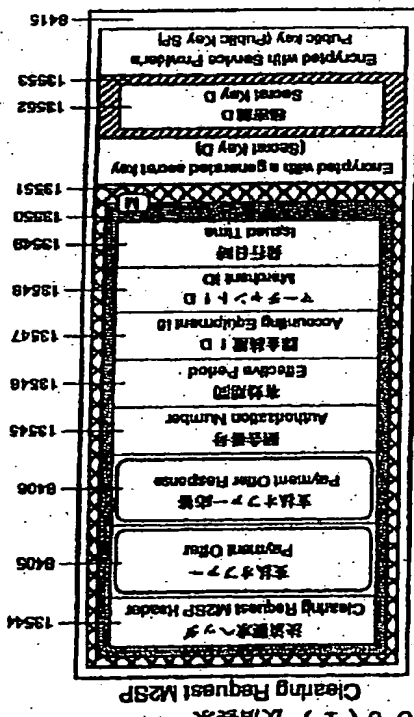 決済要求
Clearing Request M2SP
決済要求ヘッダ
Clearing Request M2SP Header
13544
支払オファー
Payment Offer
8405
支払オファー応答
Payment Offer Response
8406
Authorization Number
13545
有効期間
Effective Period
13546
課金装置ID
Accounting Equipment ID
13547
マーチャントID
Merchant ID
13548
発行日時
Issued Time
13549
13550
M
13551
Encrypted with a generated secret key
(Secret Key D)
秘密鍵D
Secret Key D
13552
13553
Encrypted with Service Provider's
Public key (Public Key SP)
8415